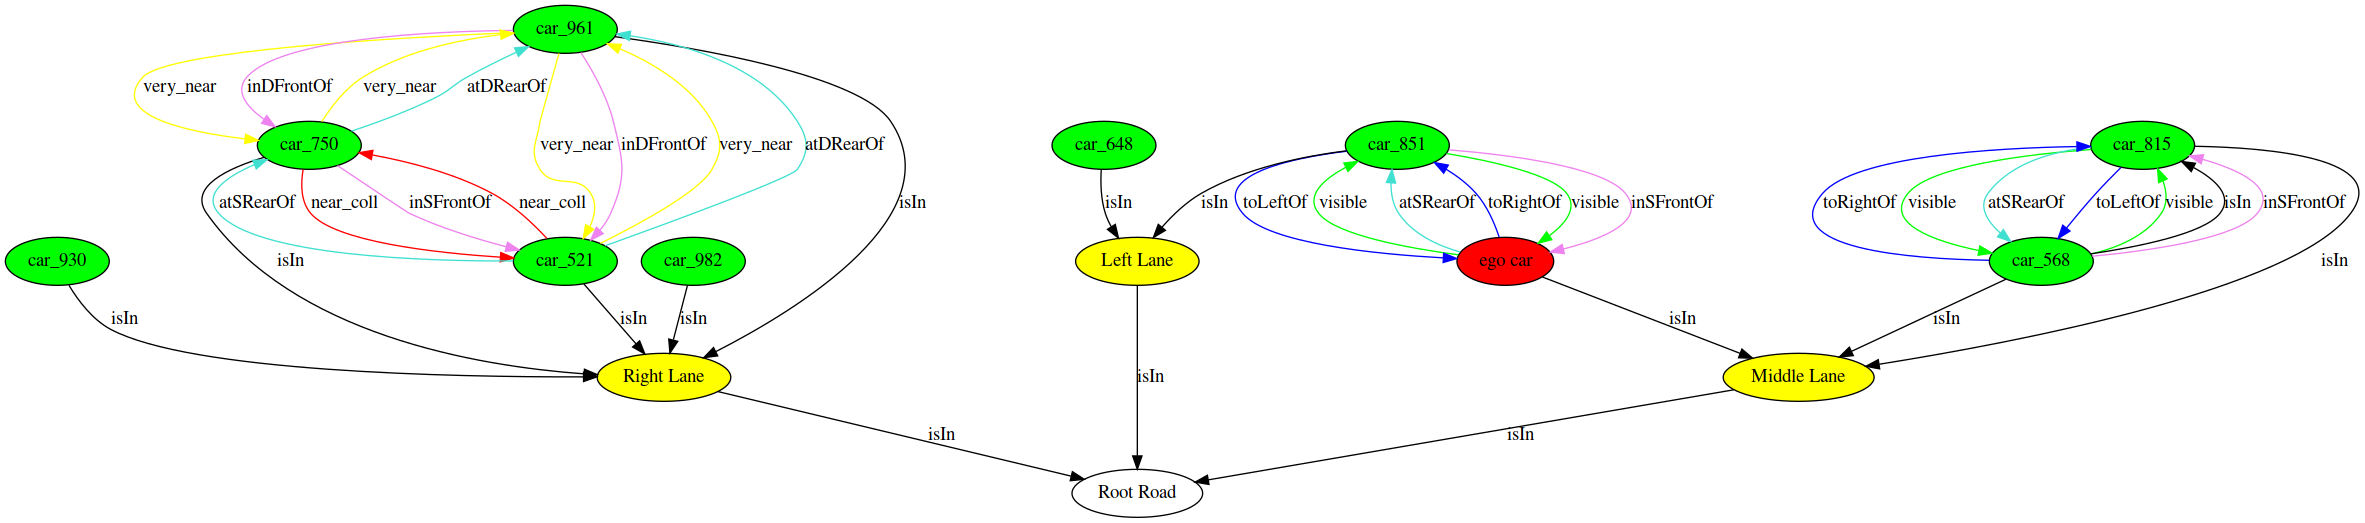 car_961
very_near
inDFrontOf
very_near
atDRearOf
car_750
car_648
car_851
car_815
very_near
inDFrontOf
very_near
atDRearOf
atSRearOf
near_coll
inSFrontOf
near_coll
isIn
isIn
isIn
toLeftOf
visible
atSRearOf
toRightOf
visible
inSFrontOf
toRightOf
visible
atSRearOf
toLeftOf
visible
isIn
inSFrontOf
car_930
isIn
car_521
car_982
Left Lane
ego car
car_568
isIn
isIn
isIn
isIn
isIn
isIn
Right Lane
isIn
Middle Lane
isIn
isIn
Root Road